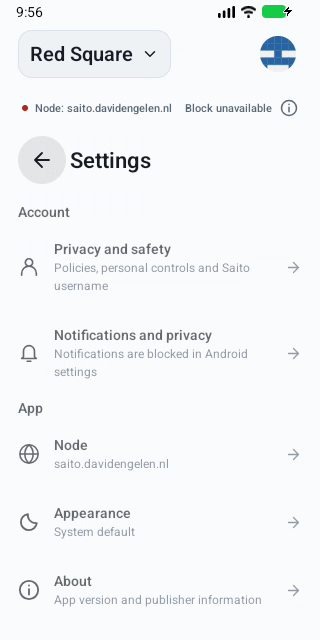 9:56
Red Square
Node: saito.davidengelen.nl Block unavailable
Settings
Account
Privacy and safety
Policies, personal controls and Saito
username
Notifications and privacy
Notifications are blocked in Android
settings
App
Node
saito.davidengelen.nl
Appearance
System default
About
App version and publisher information